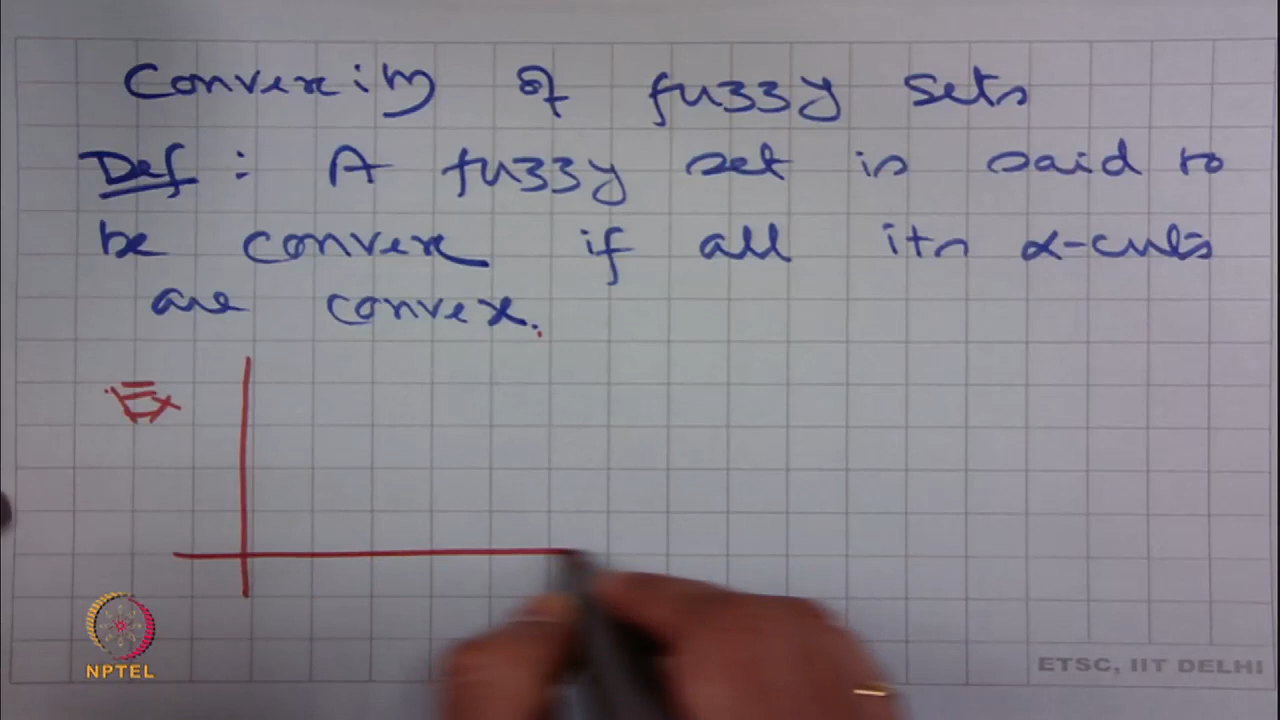 Convexity of fuzzy sets
Def : A fuzzy set is said to
be convex if all its α-cuts
are convex.
Ex
NPTEL
ETSC, IIT DELHI